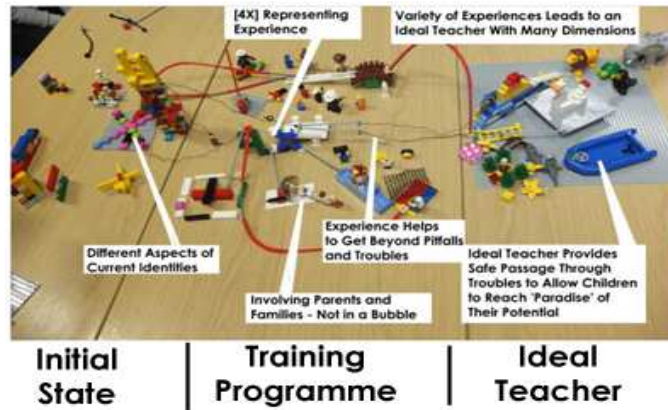 [4X] Representing
Experience
Variety of Experiences Leads to an
Ideal Teacher With Many Dimensions
Different Aspects of
Current Identities
Experience Helps
to Get Beyond Pitfalls
and Troubles
Involving Parents and
Families - Not in a Bubble
Ideal Teacher Provides
Safe Passage Through
Troubles to Allow Children
to Reach 'Paradise' of
Their Potential
Initial
State
Training
Programme
Ideal
Teacher